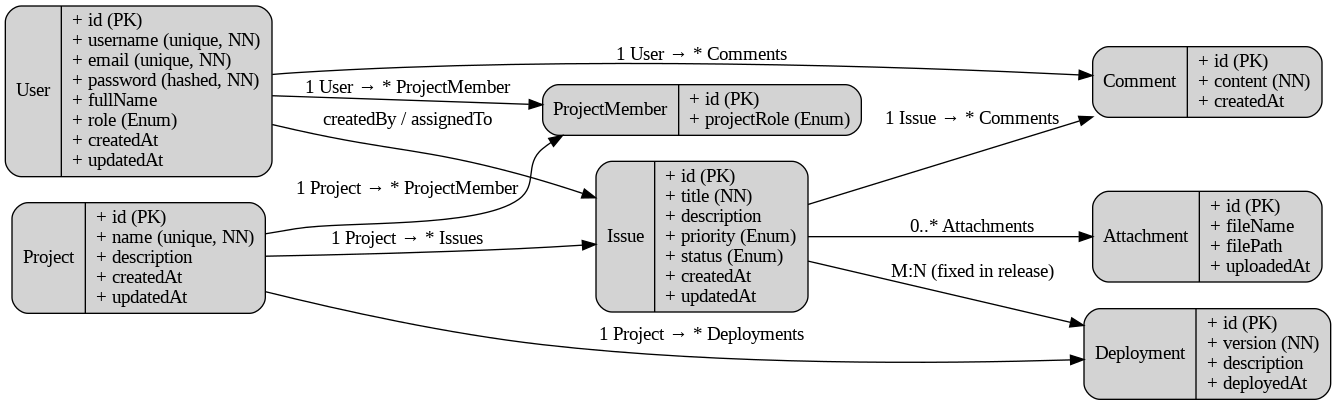 User
+ id (PK)
+ username (unique, NN)
+ email (unique, NN)
+ password (hashed, NN)
+ fullName
+ role (Enum)
+ createdAt
+ updatedAt
Project
+ id (PK)
+ name (unique, NN)
+ description
+ createdAt
+ updatedAt
1 User → * Comments
1 User → * ProjectMember
createdBy / assignedTo
1 Project → * ProjectMember
1 Project → * Issues
1 Project → * Deployments
ProjectMember
+ id (PK)
+ projectRole (Enum)
Issue
+ id (PK)
+ title (NN)
+ description
+ priority (Enum)
+ status (Enum)
+ createdAt
+ updatedAt
1 Issue → * Comments
0..* Attachments
M:N (fixed in release)
Comment
+ id (PK)
+ content (NN)
+ createdAt
Attachment
+ id (PK)
+ fileName
+ filePath
+ uploadedAt
Deployment
+ id (PK)
+ version (NN)
+ description
+ deployedAt